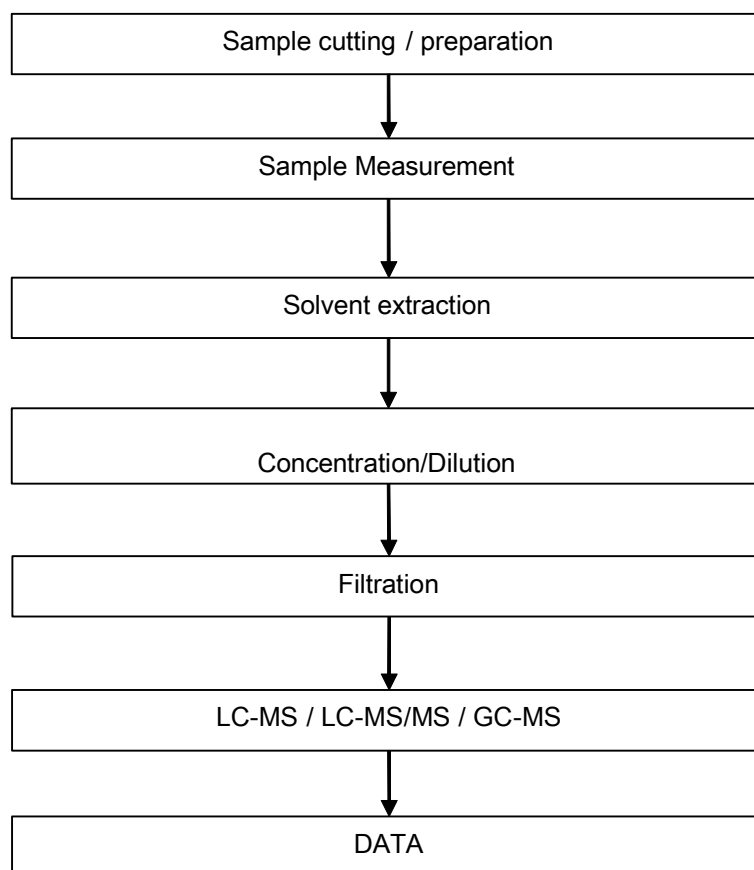 Sample cutting / preparation
Sample Measurement
Solvent extraction
Concentration/Dilution
Filtration
LC-MS / LC-MS/MS / GC-MS
DATA